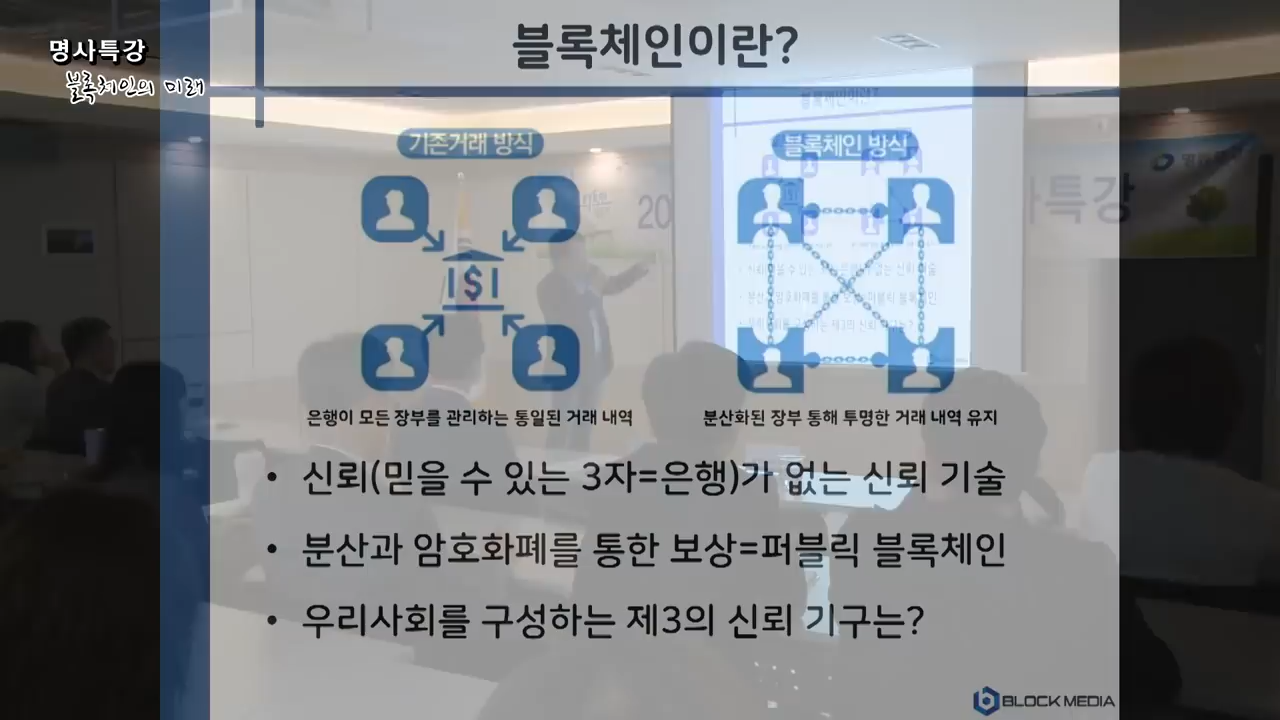 명사특강
블록체인의 미래
블록체인이란?
기존거래 방식
블록체인 방식
20
특강
$
은행이 모든 장부를 관리하는 통일된 거래 내역
분산화된 장부 통해 투명한 거래 내역 유지
• 신뢰(믿을 수 있는 3자=은행)가 없는 신뢰 기술
• 분산과 암호화폐를 통한 보상=퍼블릭 블록체인
• 우리사회를 구성하는 제3의 신뢰 기구는?
BLOCK MEDIA